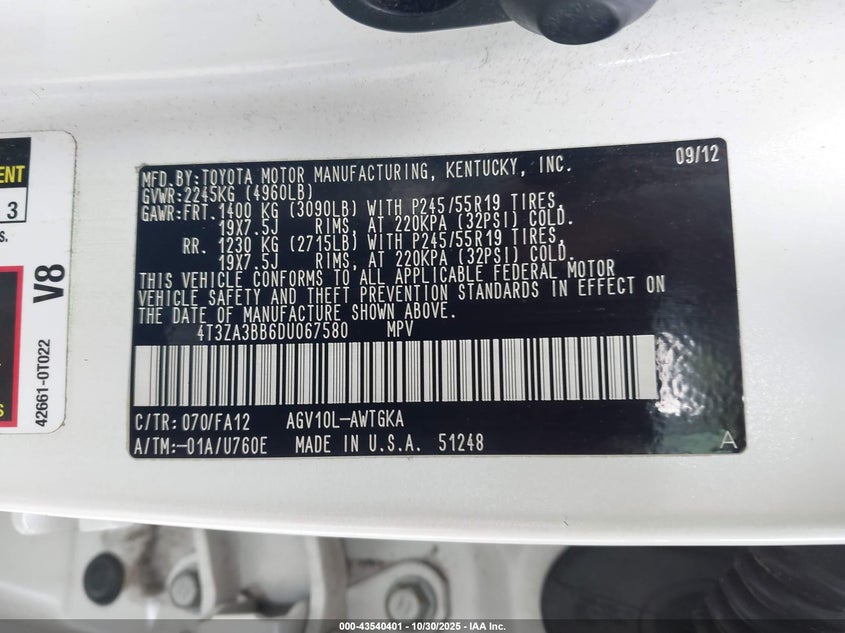 MFD.BY:TOYOTA MOTOR MANUFACTURING, KENTUCKY, INC. 09/12
GVWR:2245KG (4960LB)
GAWR:FRT. 1400 KG (3090LB) WITH P245/55R19 TIRES,
19X7.5J RIMS, AT 220KPA (32PSI) COLD.
RR. 1230 KG (2715LB) WITH P245/55R19 TIRES,
19X7.5J RIMS, AT 220KPA (32PSI) COLD.
THIS VEHICLE CONFORMS TO ALL APPLICABLE FEDERAL MOTOR
VEHICLE SAFETY AND THEFT PREVENTION STANDARDS IN EFFECT ON
THE DATE OF MANUFACTURE SHOWN ABOVE.
4T3ZA3BB6DU067580 MPV
C/TR: 070/FA12 AGV10L-AWTGKA
A/TM:-01A/U760E MADE IN U.S.A. 51248 A
3
V8
42661-0T022
000-43540401 - 10/30/2025 - IAA Inc.